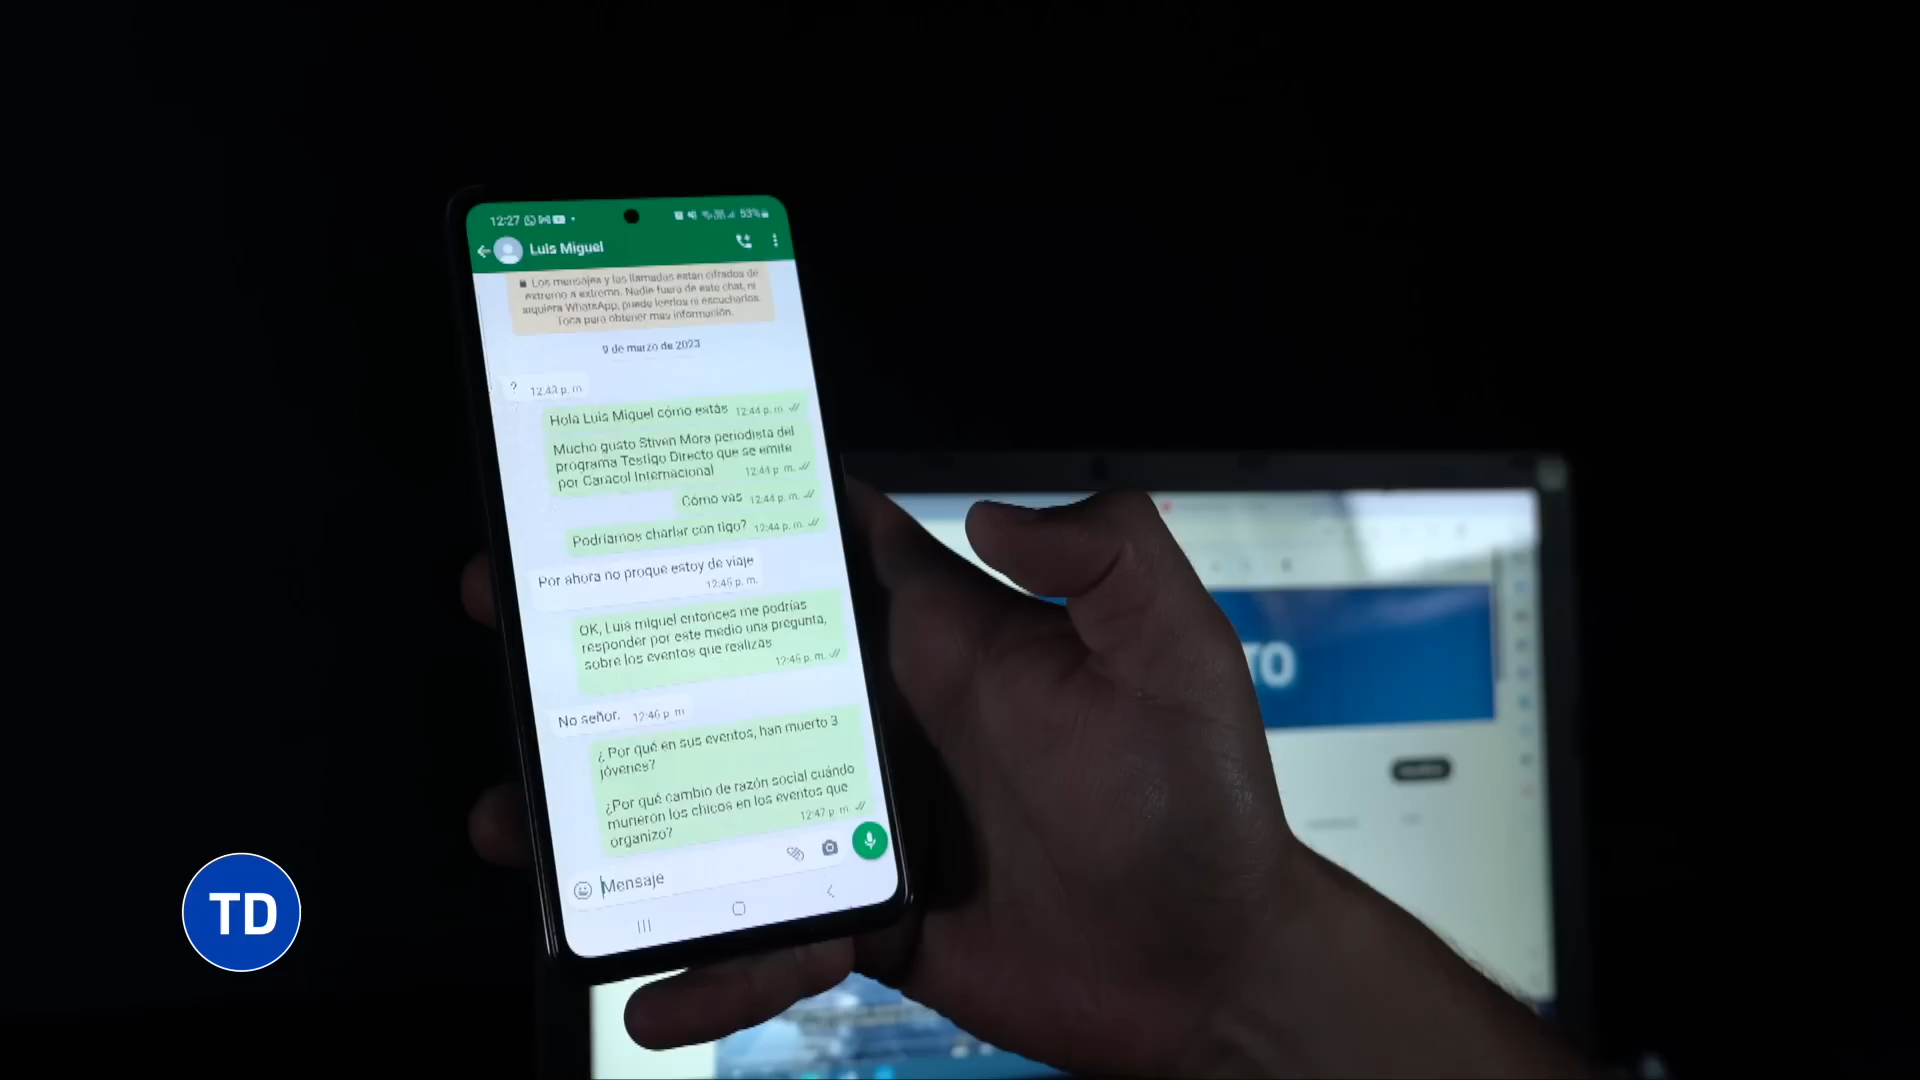 12:27
53%
Luis Miguel
Los mensajes y las llamadas están cifrados de
extremo a extremo. Nadie fuera de este chat, ni
siquiera WhatsApp, puede leerlos ni escucharlos.
Toca para obtener más información.
9 de marzo de 2023
? 12:43 p. m.
Hola Luis Miguel cómo estás 12:44 p. m.
Mucho gusto Stiven Mora periodista del
programa Testigo Directo que se emite
por Caracol Internacional 12:44 p. m.
Cómo vas 12:44 p. m.
Podríamos charlar con tigo? 12:44 p. m.
Por ahora no proque estoy de viaje
12:45 p. m.
OK, Luis miguel entonces me podrías
responder por este medio una pregunta,
sobre los eventos que realizas
12:46 p. m.
No señor. 12:46 p. m.
¿ Por qué en sus eventos, han muerto 3
jóvenes?
¿Por qué cambio de razón social cuándo
murieron los chicos en los eventos que
organizo? 12:47 p. m.
Mensaje
TO
TD